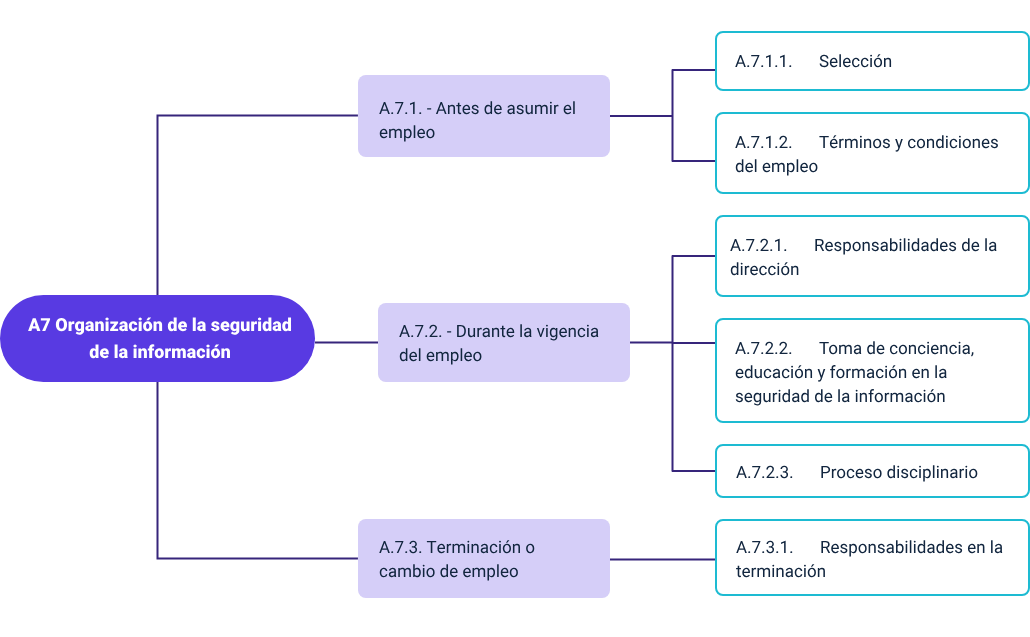 A7 Organización de la seguridad
de la información
A.7.1. - Antes de asumir el
empleo
A.7.1.1. Selección
A.7.1.2. Términos y condiciones
del empleo
A.7.2. - Durante la vigencia
del empleo
A.7.2.1. Responsabilidades de la
dirección
A.7.2.2. Toma de conciencia,
educación y formación en la
seguridad de la información
A.7.2.3. Proceso disciplinario
A.7.3. Terminación o
cambio de empleo
A.7.3.1. Responsabilidades en la
terminación